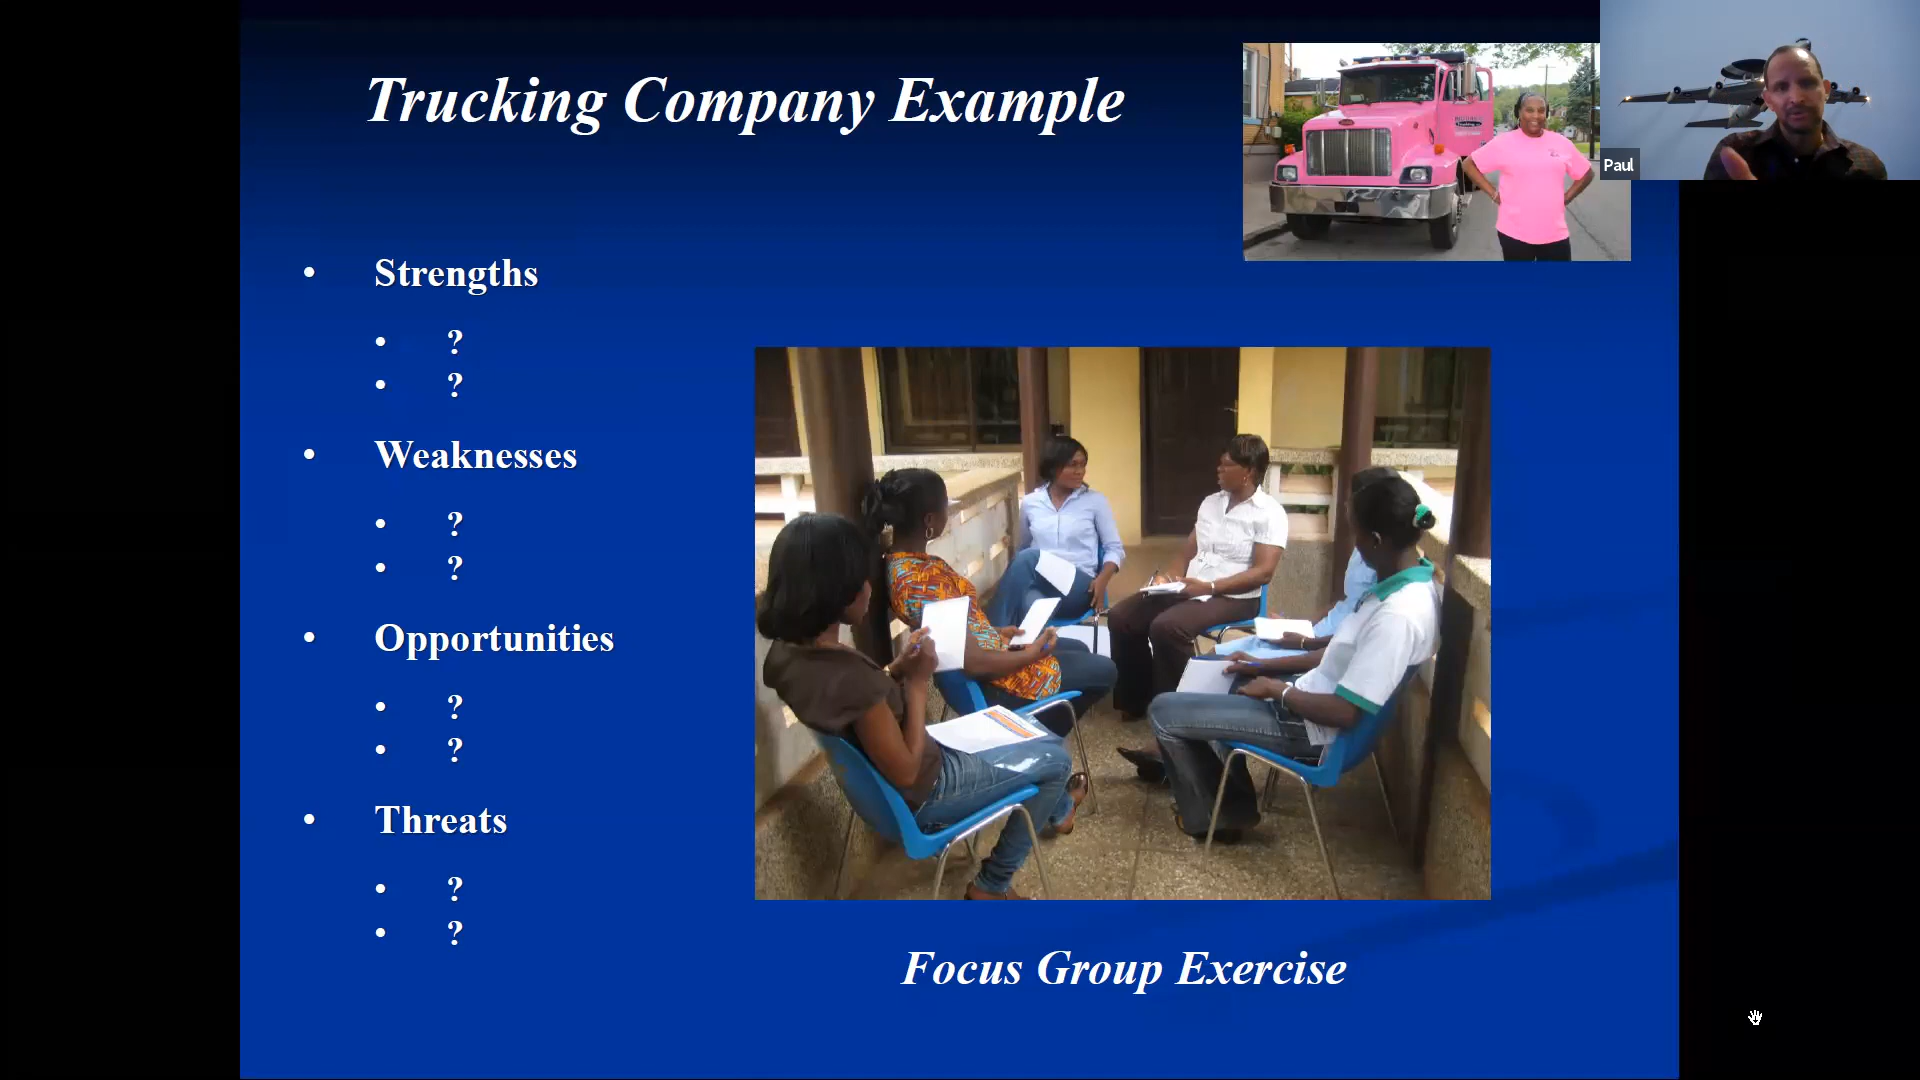 Trucking Company Example
Paul
• Strengths
• ?
• ?
• Weaknesses
• ?
• ?
• Opportunities
• ?
• ?
• Threats
• ?
• ?
Focus Group Exercise